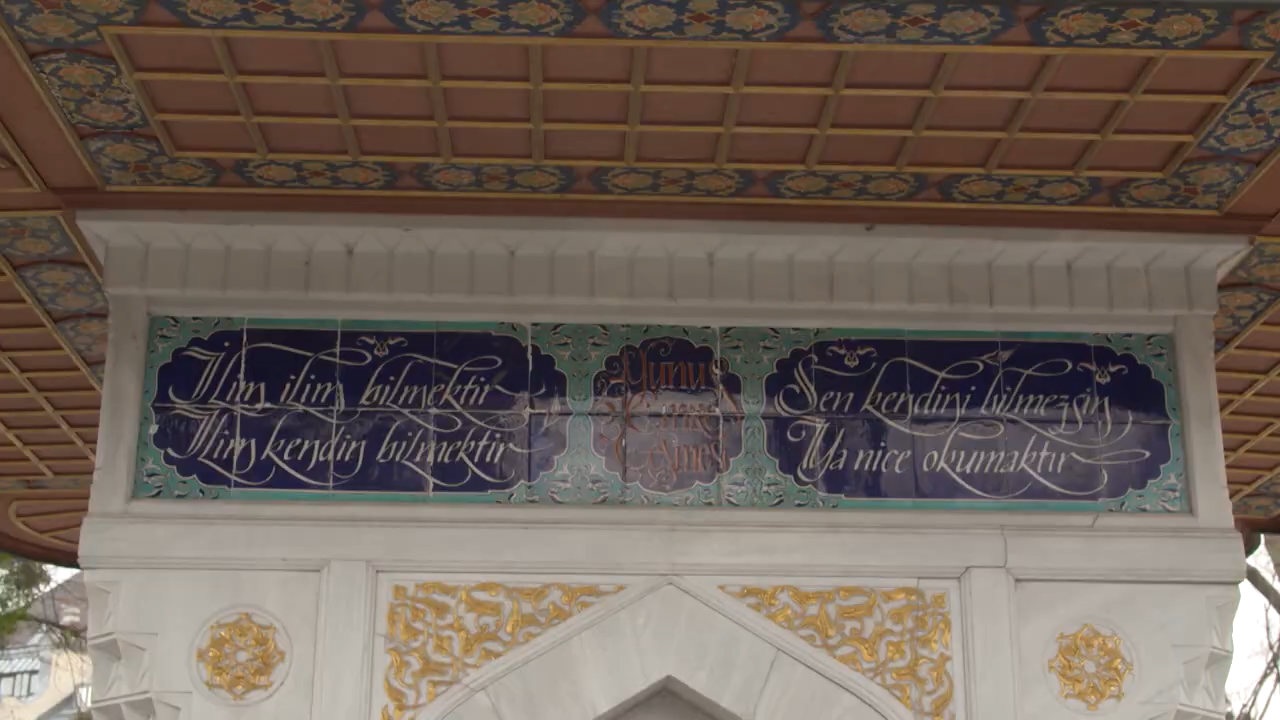 İlim ilim bilmektir
İlim kendin bilmektir
Yunus
Emre
Sen kendini bilmezsin
Ya nice okumaktır